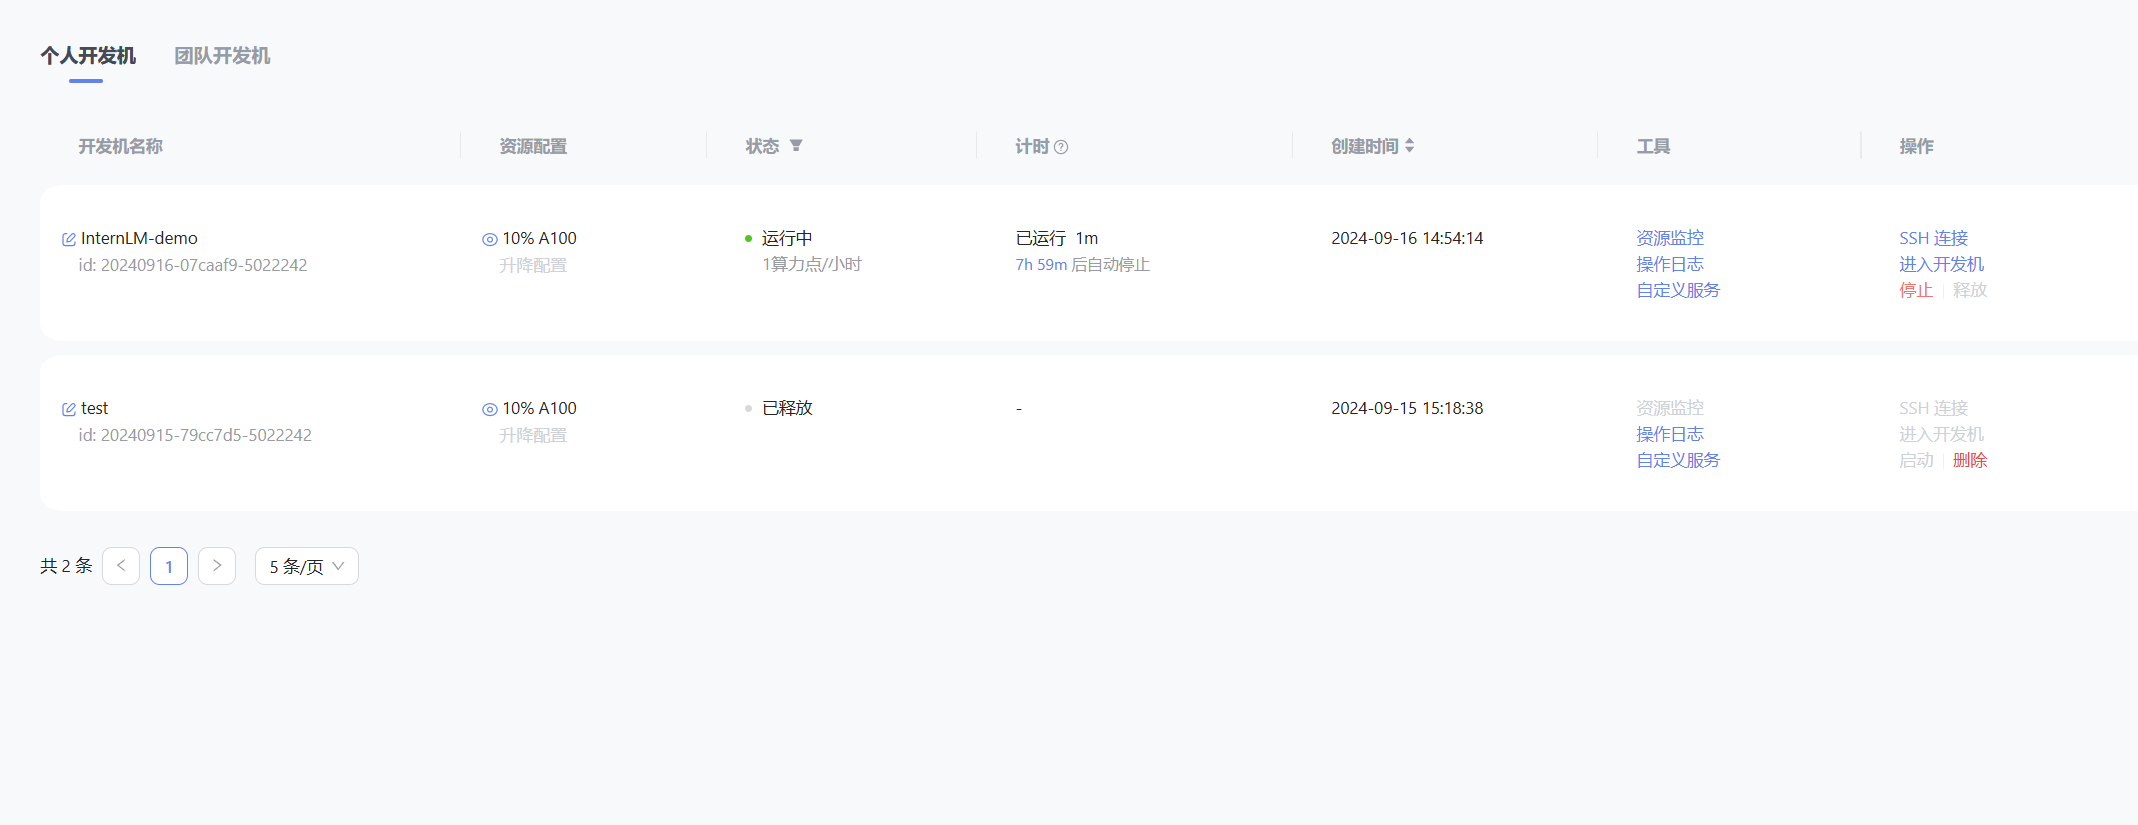 个人开发机 团队开发机
开发机名称 资源配置 状态 计时 创建时间 工具 操作
InternLM-demo 10% A100 运行中 已运行 1m 2024-09-16 14:54:14 资源监控 SSH 连接
id: 20240916-07caaf9-5022242 升降配置 1算力点/小时 7h 59m 后自动停止 操作日志 进入开发机
自定义服务 停止 释放
test 10% A100 已释放 - 2024-09-15 15:18:38 资源监控 SSH 连接
id: 20240915-79cc7d5-5022242 升降配置 操作日志 进入开发机
自定义服务 启动 删除
共 2 条 < 1 > 5 条/页